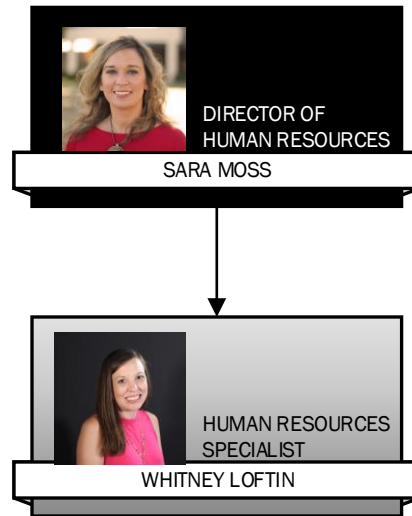 DIRECTOR OF
HUMAN RESOURCES
SARA MOSS
HUMAN RESOURCES
SPECIALIST
WHITNEY LOFTIN